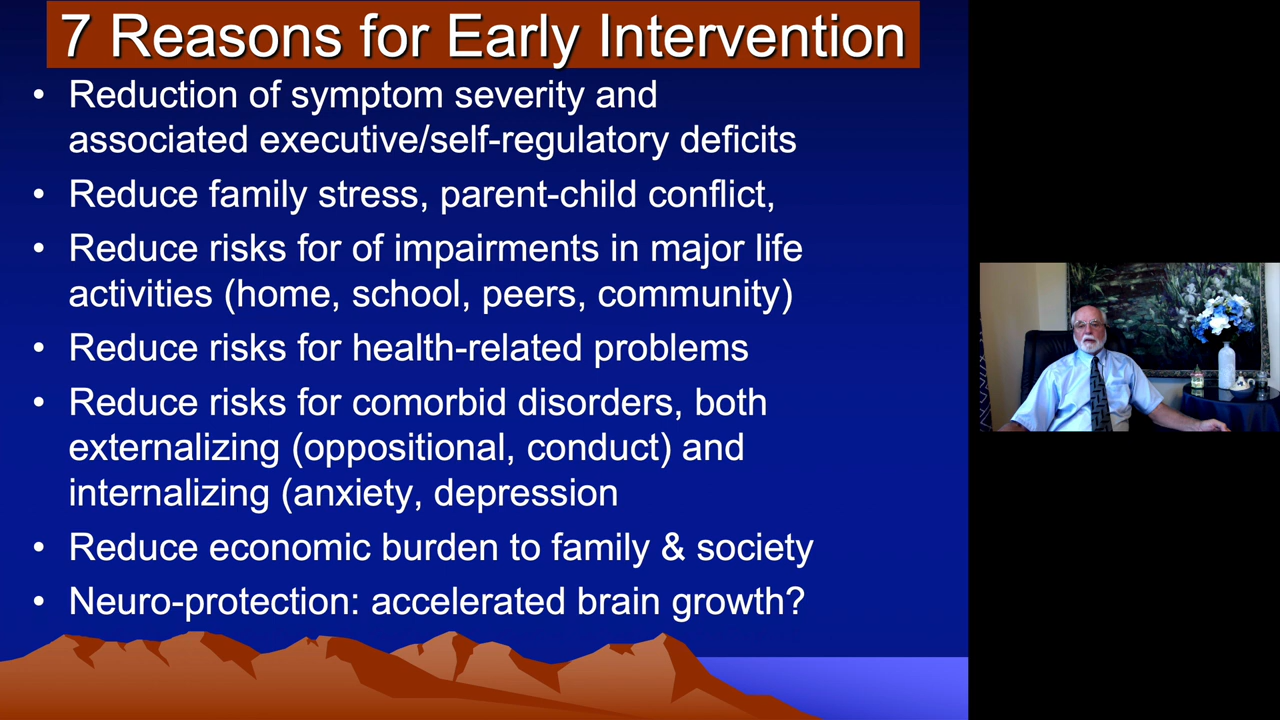 7 Reasons for Early Intervention
• Reduction of symptom severity and
associated executive/self-regulatory deficits
• Reduce family stress, parent-child conflict,
• Reduce risks for of impairments in major life
activities (home, school, peers, community)
• Reduce risks for health-related problems
• Reduce risks for comorbid disorders, both
externalizing (oppositional, conduct) and
internalizing (anxiety, depression
• Reduce economic burden to family & society
• Neuro-protection: accelerated brain growth?